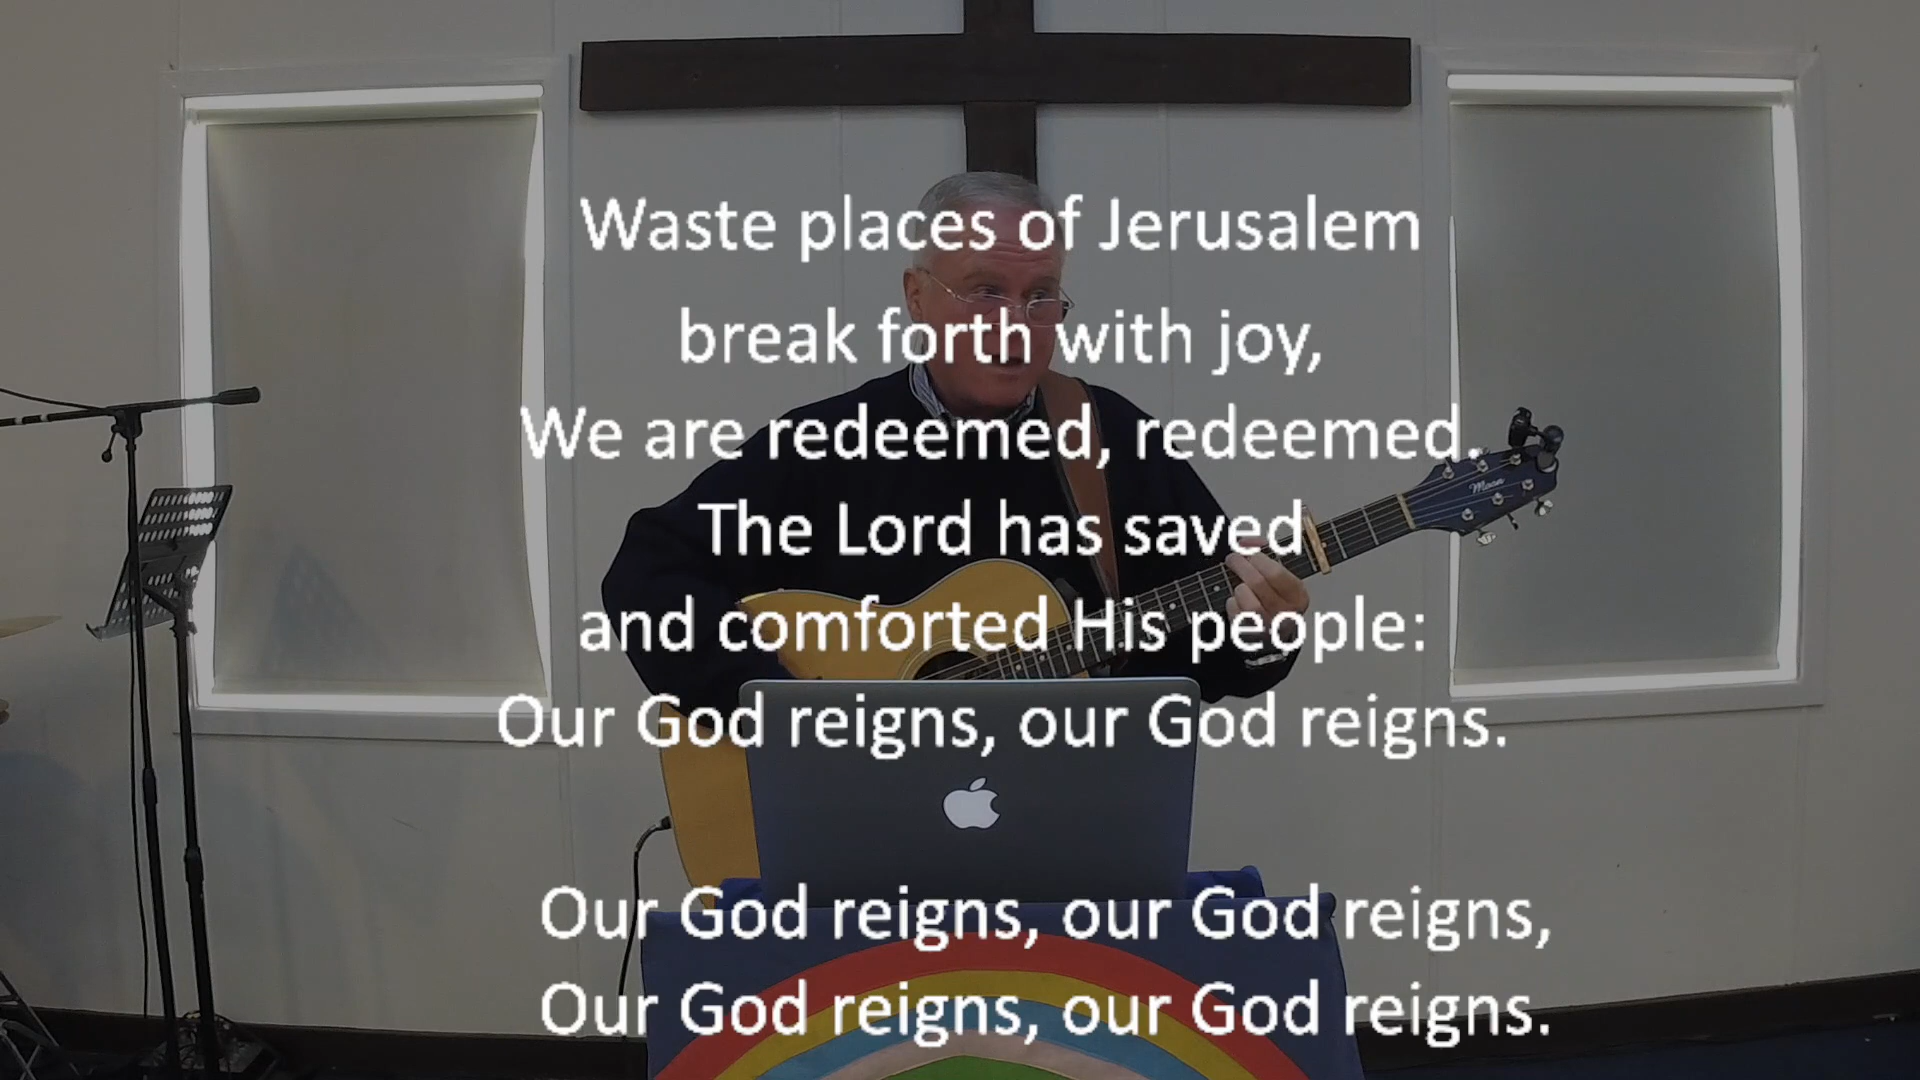 Waste places of Jerusalem
break forth with joy,
We are redeemed, redeemed.
The Lord has saved
and comforted His people:
Our God reigns, our God reigns.
Our God reigns, our God reigns,
Our God reigns, our God reigns.
Moon